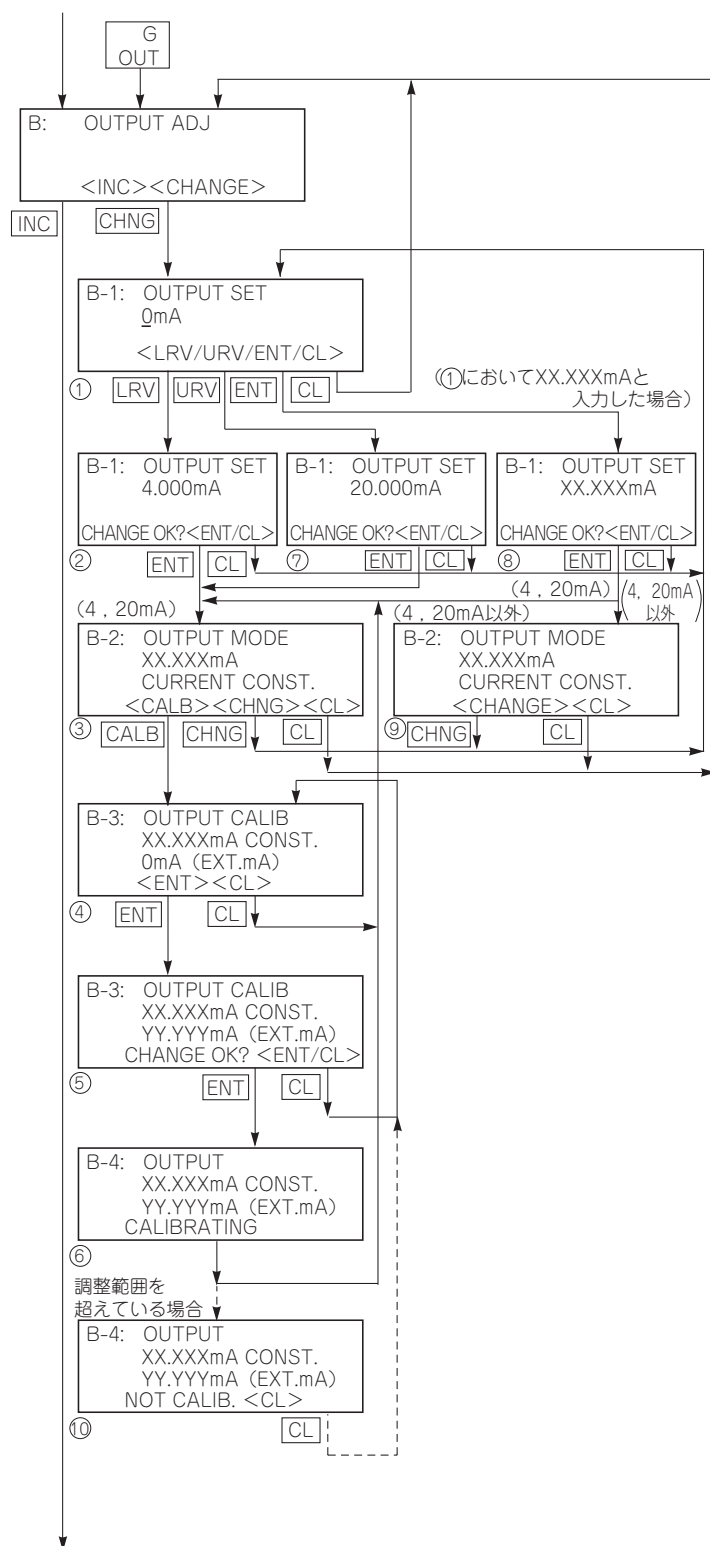 G
OUT
B: OUTPUT ADJ
<INC><CHANGE>
INC CHNG
B-1: OUTPUT SET
0mA
<LRV/URV/ENT/CL>
① LRV URV ENT CL
(①においてXX.XXXmAと
入力した場合)
B-1: OUTPUT SET
4.000mA
CHANGE OK?<ENT/CL>
② ENT CL
B-1: OUTPUT SET
20.000mA
CHANGE OK?<ENT/CL>
⑦ ENT CL
B-1: OUTPUT SET
XX.XXXmA
CHANGE OK?<ENT/CL>
⑧ ENT CL
(4，20mA)
(4，20mA)
(4，20mA以外)
(4，20mA
以外)
B-2: OUTPUT MODE
XX.XXXmA
CURRENT CONST.
<CALB><CHNG><CL>
③ CALB CHNG CL
B-2: OUTPUT MODE
XX.XXXmA
CURRENT CONST.
<CHANGE><CL>
⑨ CHNG CL
B-3: OUTPUT CALIB
XX.XXXmA CONST.
0mA (EXT.mA)
<ENT><CL>
④ ENT CL
B-3: OUTPUT CALIB
XX.XXXmA CONST.
YY.YYYmA (EXT.mA)
CHANGE OK? <ENT/CL>
⑤ ENT CL
B-4: OUTPUT
XX.XXXmA CONST.
YY.YYYmA (EXT.mA)
CALIBRATING
⑥
調整範囲を
超えている場合
B-4: OUTPUT
XX.XXXmA CONST.
YY.YYYmA (EXT.mA)
NOT CALIB. <CL>
⑩ CL